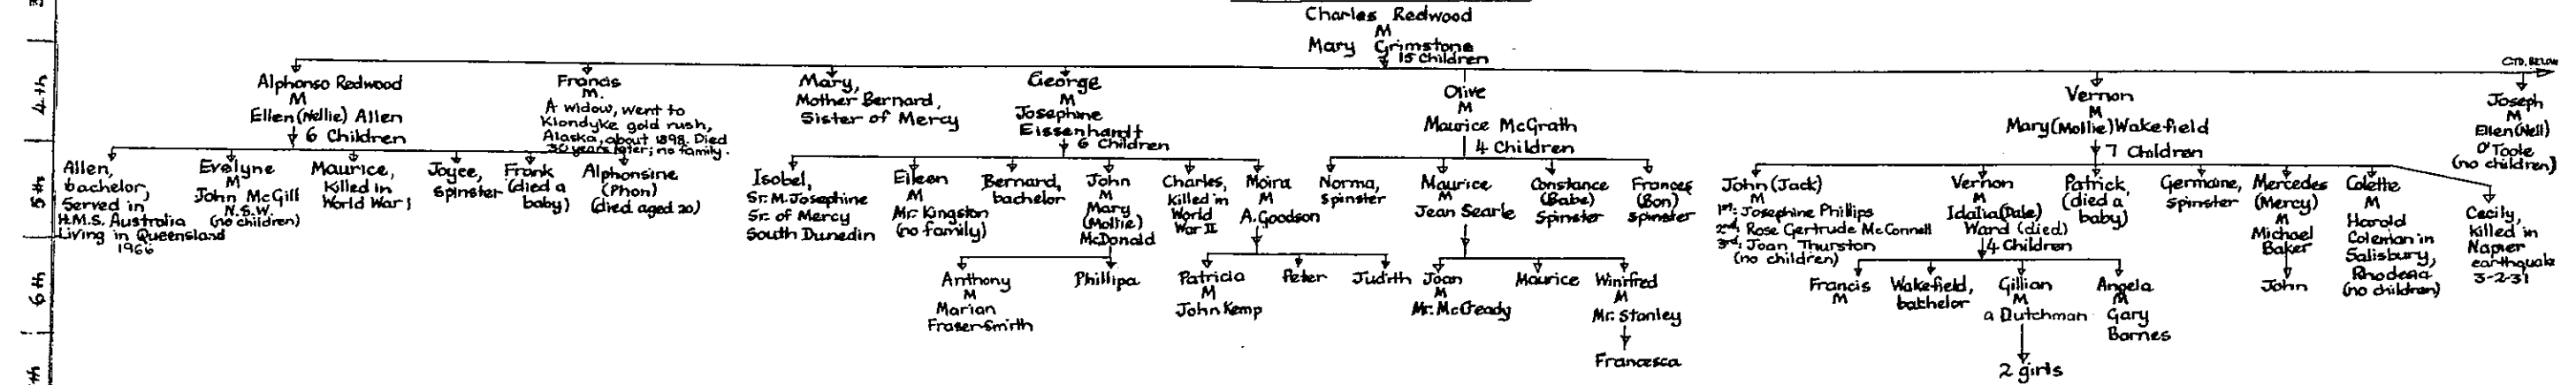 Charles Redwood
M
Mary Grimstone
15 Children
CTD. BELOW
4th
Alphonso Redwood
M
Ellen (Nellie) Allen
6 Children
Francis
M.
A widow, went to
Klondyke gold rush,
Alaska, about 1898. Died
30 years later; no family.
Mary,
Mother Bernard,
Sister of Mercy
George
M
Josephine
Eissenhardt
6 Children
Olive
M
Maurice McGrath
4 Children
Vernon
M
Mary (Mollie) Wakefield
7 Children
Joseph
M
Ellen (Nell)
O'Toole
(no children)
5th
Allen,
bachelor,
Served in
H.M.S. Australia
Living in Queensland
1966
Evelyne
M
John McGill
N.S.W.
(no children)
Maurice,
Killed in
World War I
Joyce,
spinster
Frank
(died a
baby)
Alphonsine
(Phon)
(died aged 20)
Isobel,
Sr. M. Josephine
Sr. of Mercy
South Dunedin
Eileen
M
Mr. Kingston
(no family)
Bernard,
bachelor
John
M
Mary
(Mollie)
McDonald
Charles,
Killed in
World
War II
Moira
M
A. Goodson
Norma,
Spinster
Maurice
M
Jean Searle
Constance
(Babe)
Spinster
Frances
(Bon)
spinster
John (Jack)
M
1st: Josephine Phillips
2nd: Rose Gertrude McConnell
3rd: Joan Thurston
(no children)
Vernon
M
Idalia (Dale)
Ward (died)
4 Children
Patrick,
(died a
baby)
Germaine,
Spinster
Mercedes
(Mercy)
M
Michael
Baker
Colette
M
Harold
Coleman in
Salisbury,
Rhodesia
(no children)
Cecily,
killed in
Napier
earthquake
3-2-31
6th
Anthony
M
Marian
Fraser-Smith
Phillipa
Patricia
M
John Kemp
Peter
Judith
Joan
M
Mr. McCready
Maurice
Winifred
M
Mr. Stanley
Francis
M
Wakefield,
bachelor
Gillian
M
a Dutchman
Angela
M
Gary
Barnes
John
Francesca
2 girls